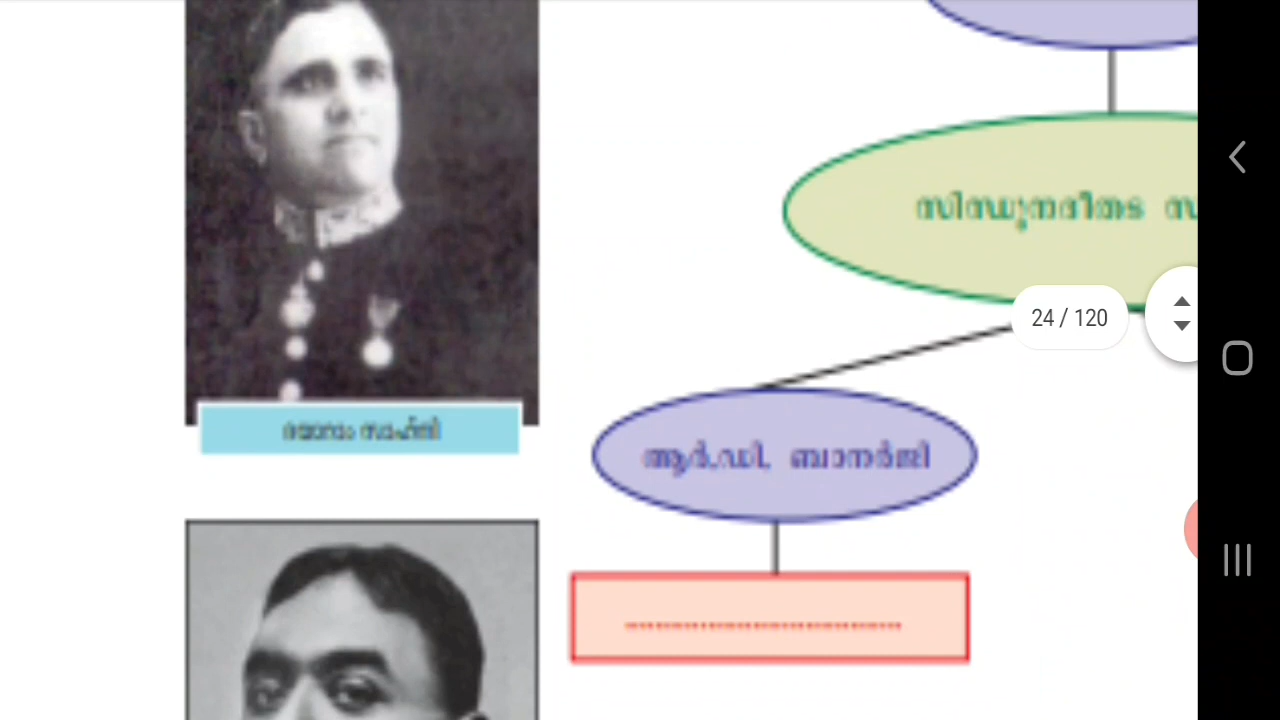 സിന്ധുനദീതട
24 / 120
ദയാറാം സാഹ്നി
ആർ.ഡി. ബാനർജി